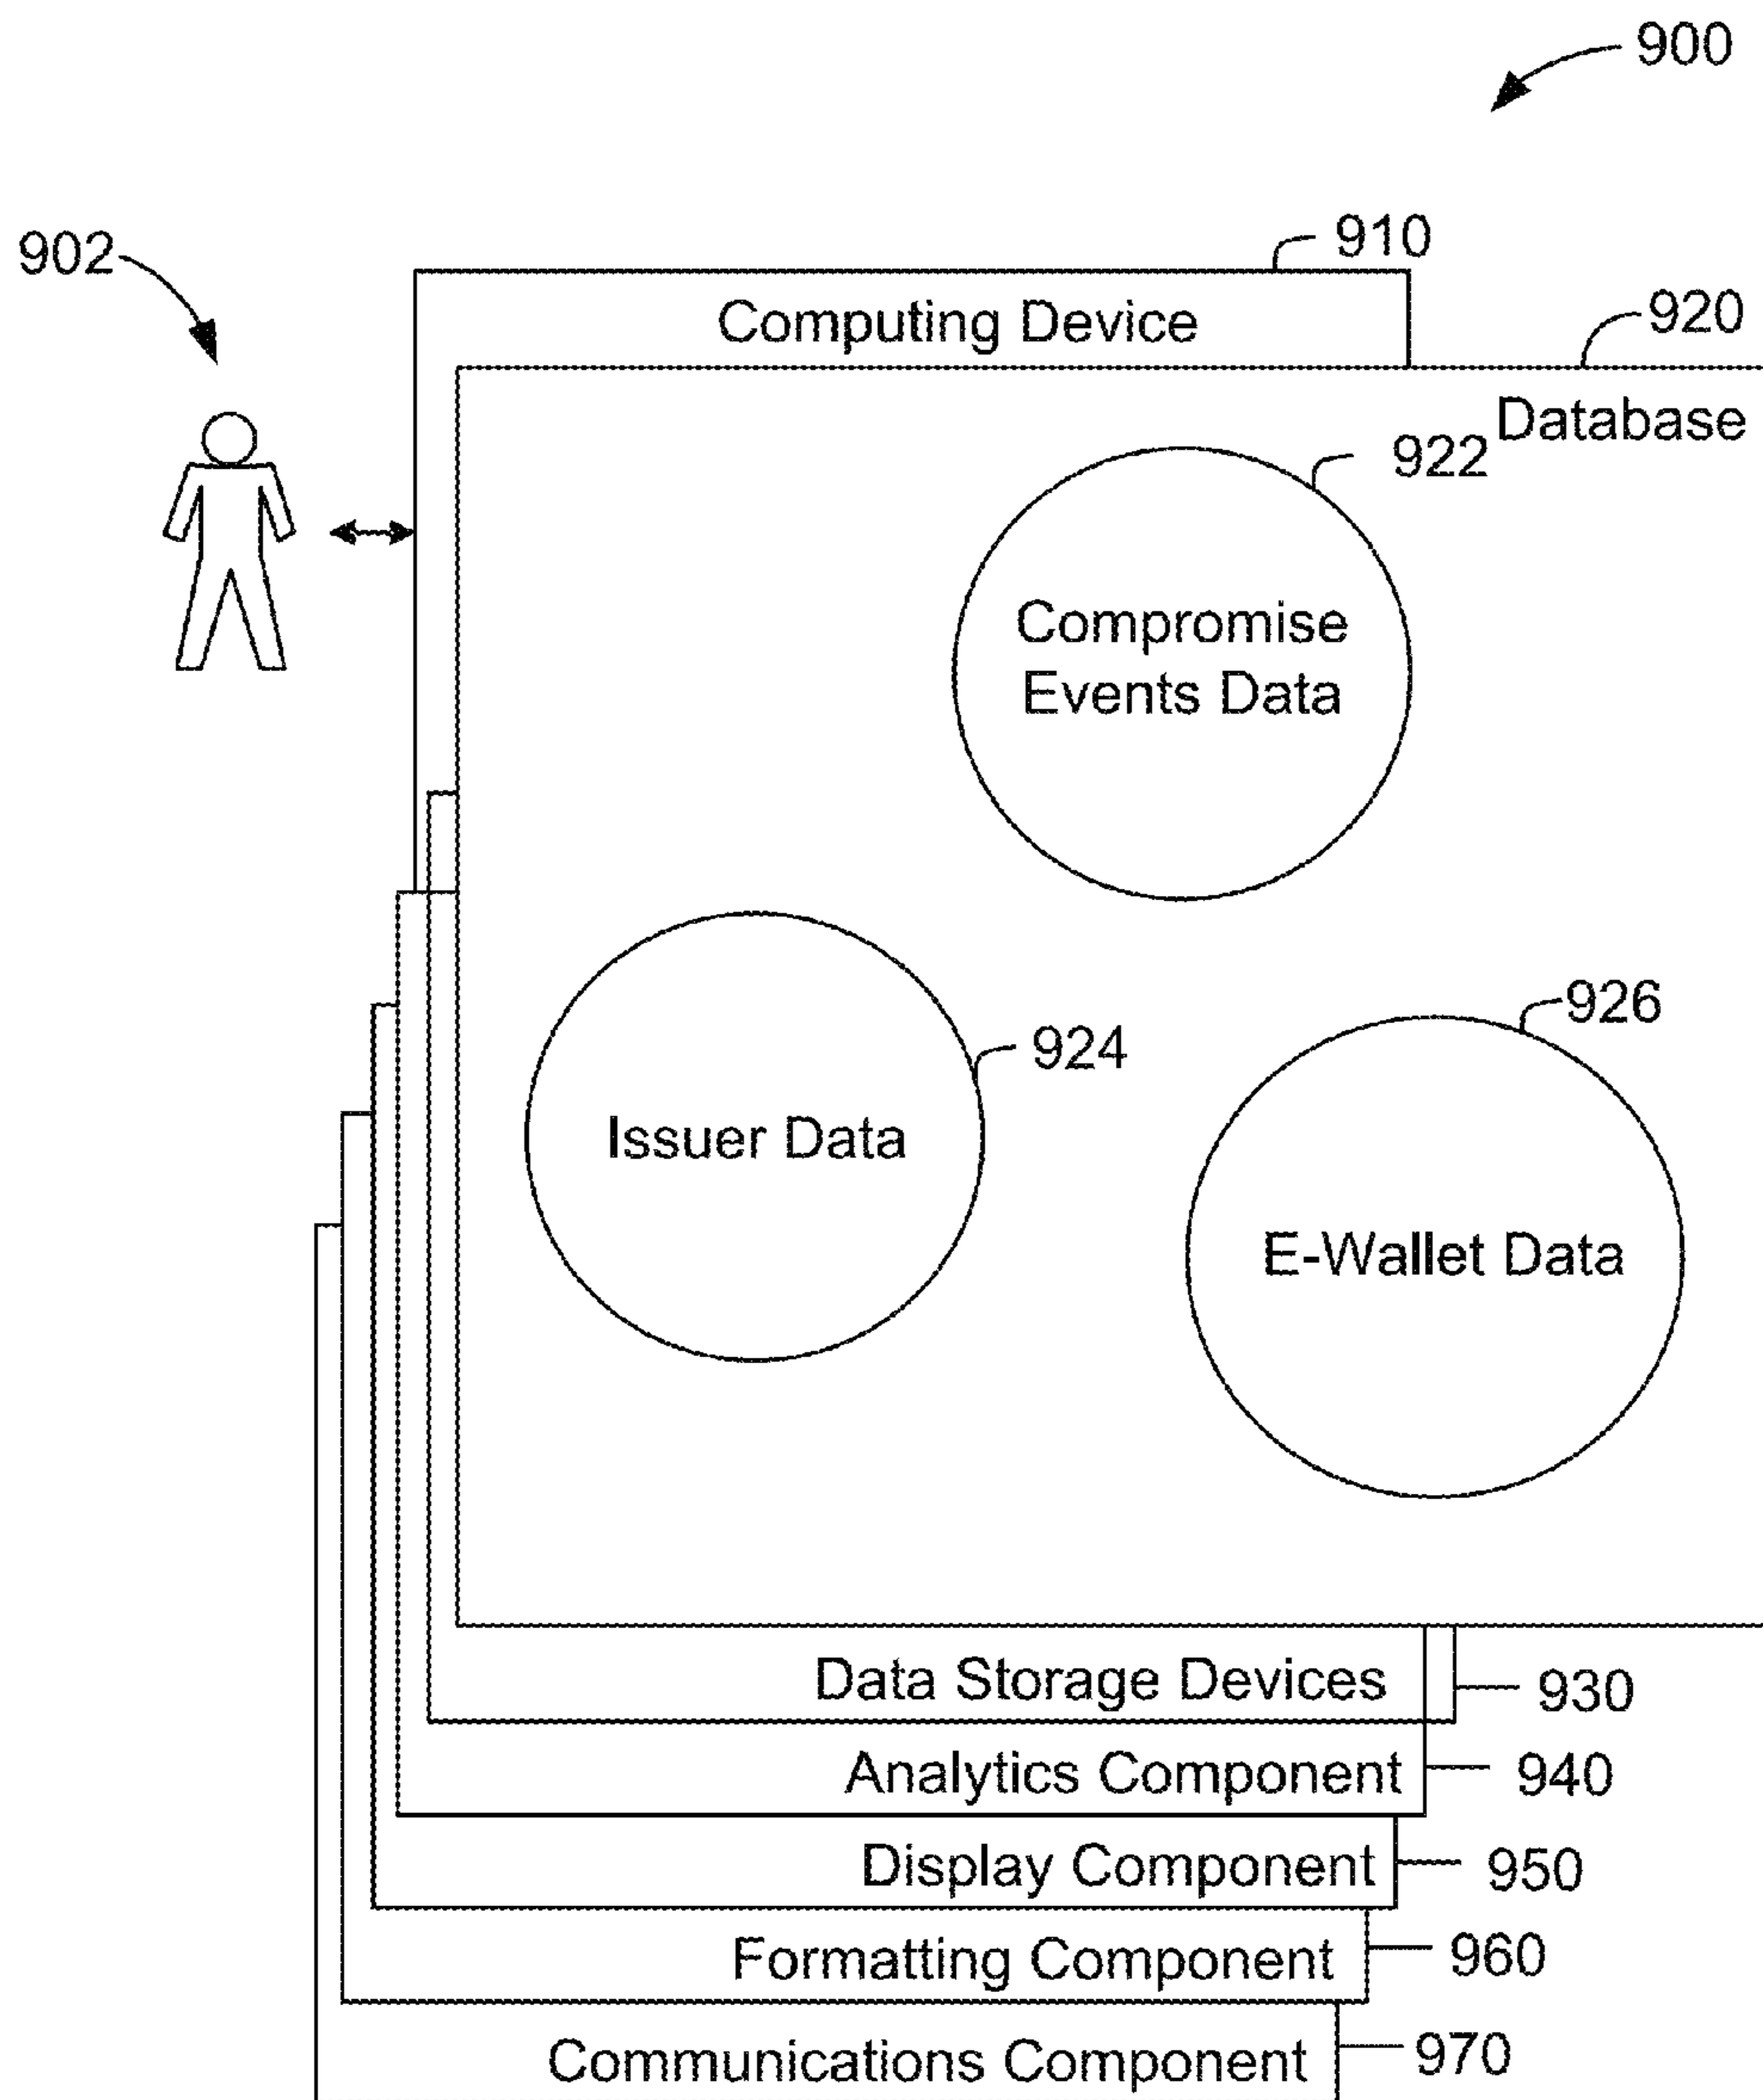 900
902
910
Computing Device
920
Database
922
Compromise
Events Data
926
924
Issuer Data
E-Wallet Data
Data Storage Devices
930
Analytics Component
940
Display Component
950
Formatting Component
960
Communications Component
970